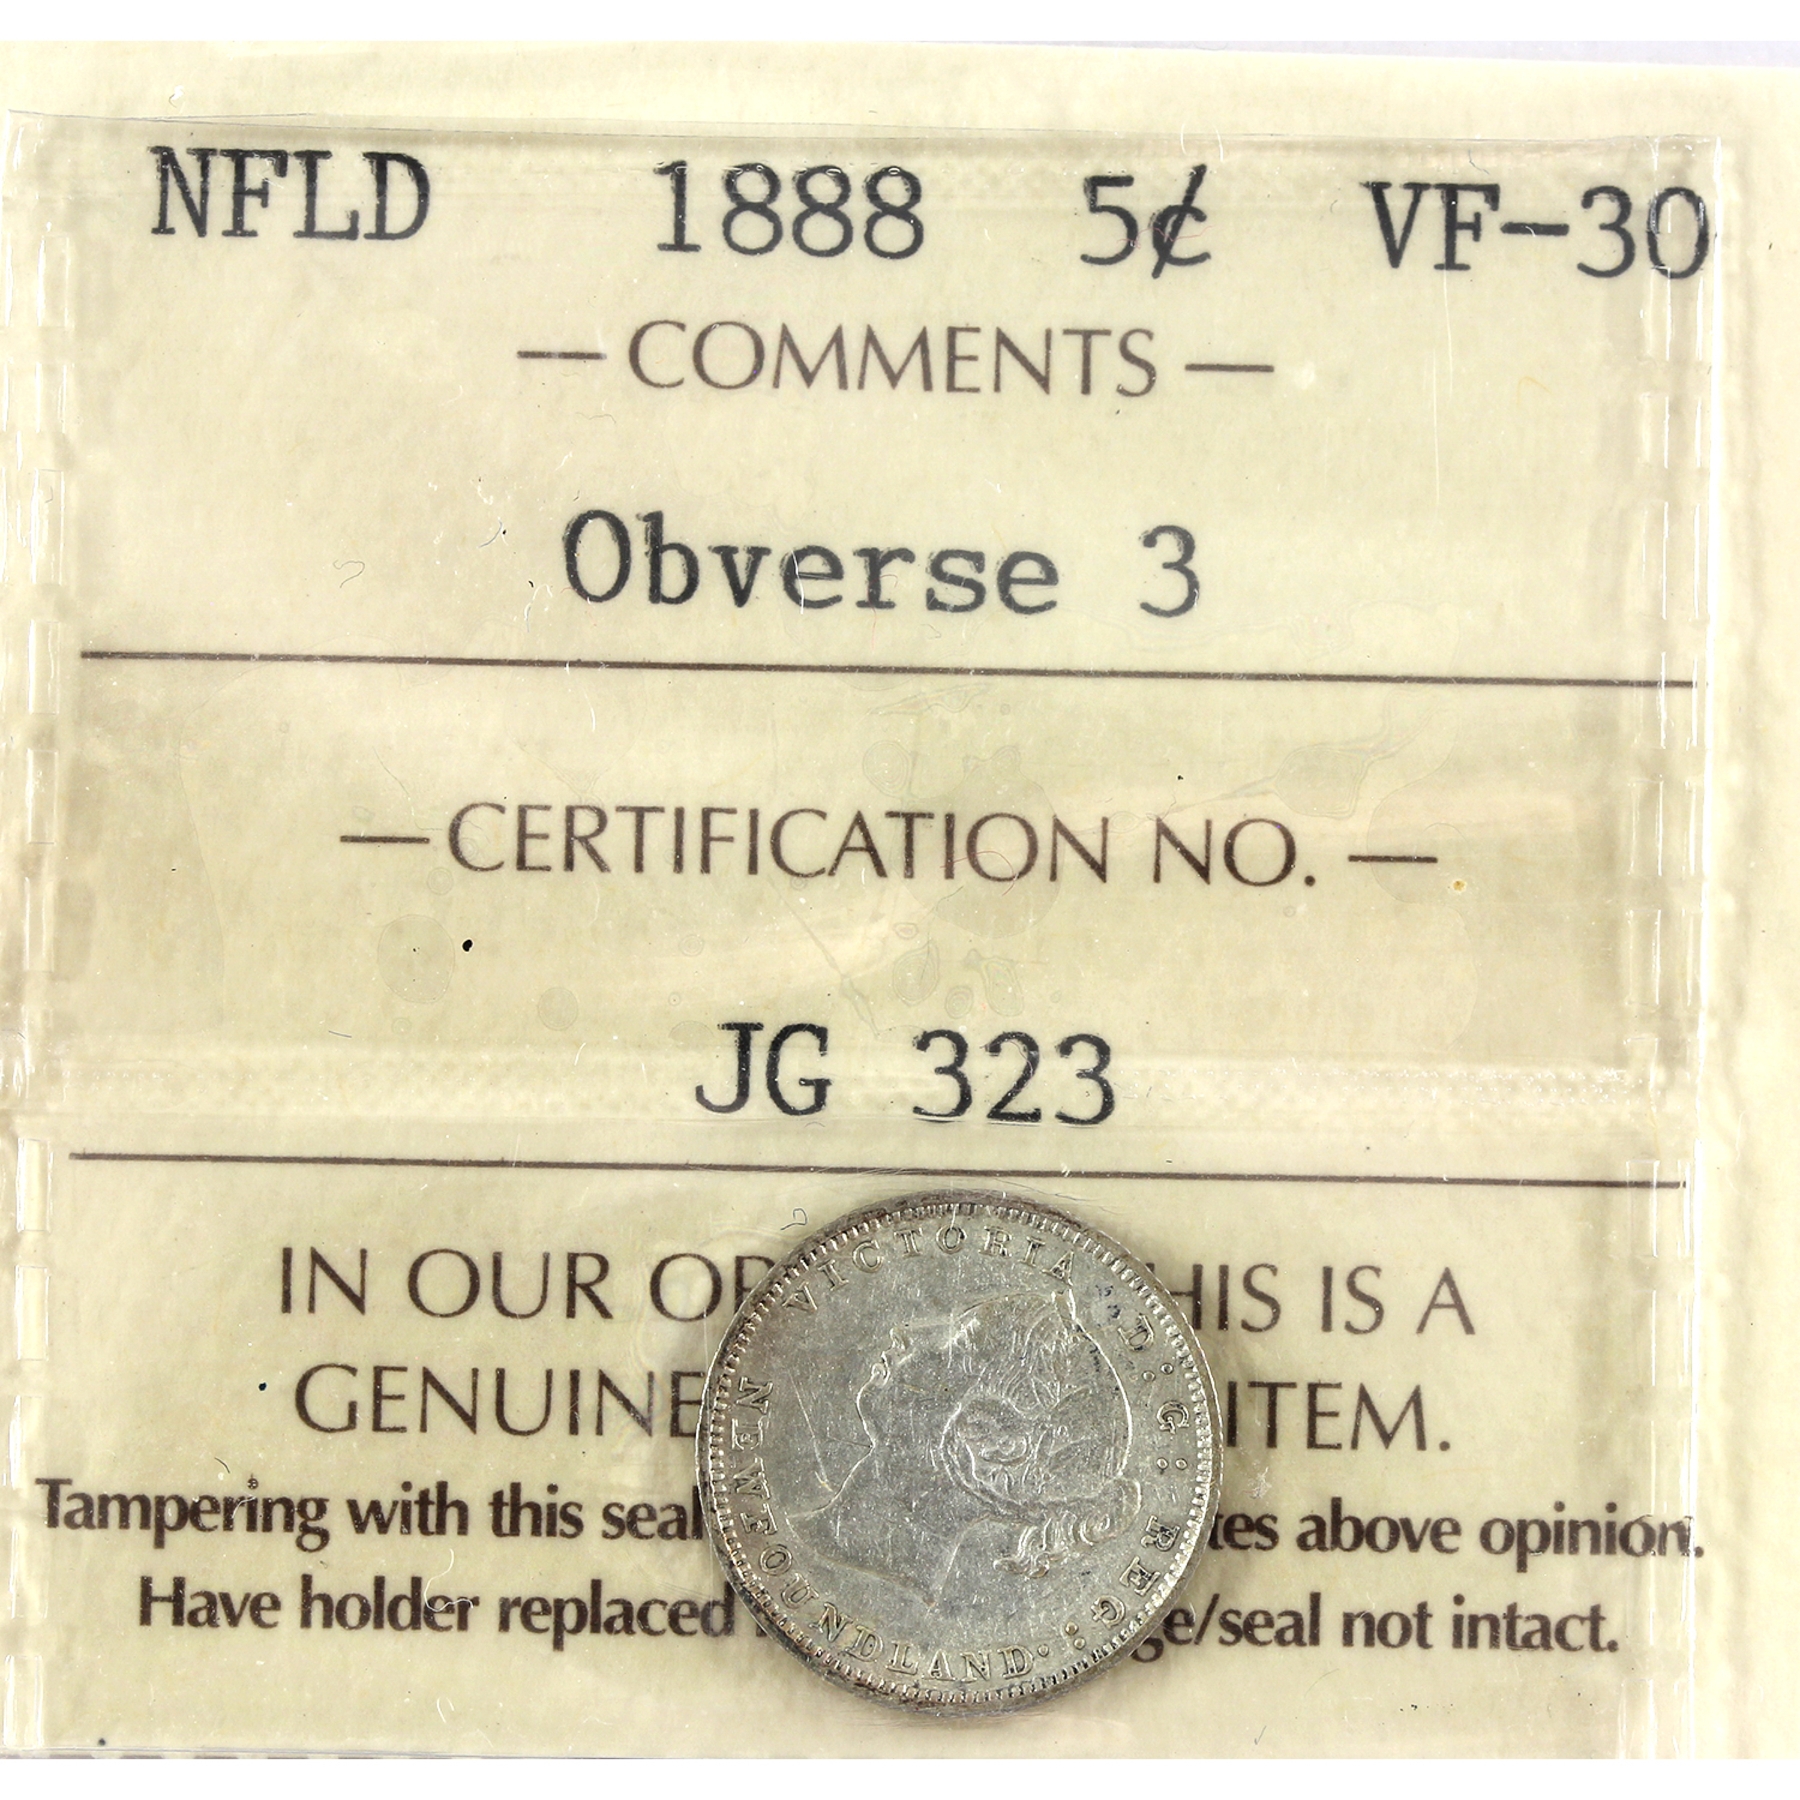 NFLD 1888 5¢ VF-30
— COMMENTS —
Obverse 3
— CERTIFICATION NO. —
JG 323
IN OUR OP HIS IS A
GENUINE ITEM.
Tampering with this seal tes above opinion.
Have holder replaced ge/seal not intact.
VICTORIA D: G: REG:
NEWFOUNDLAND